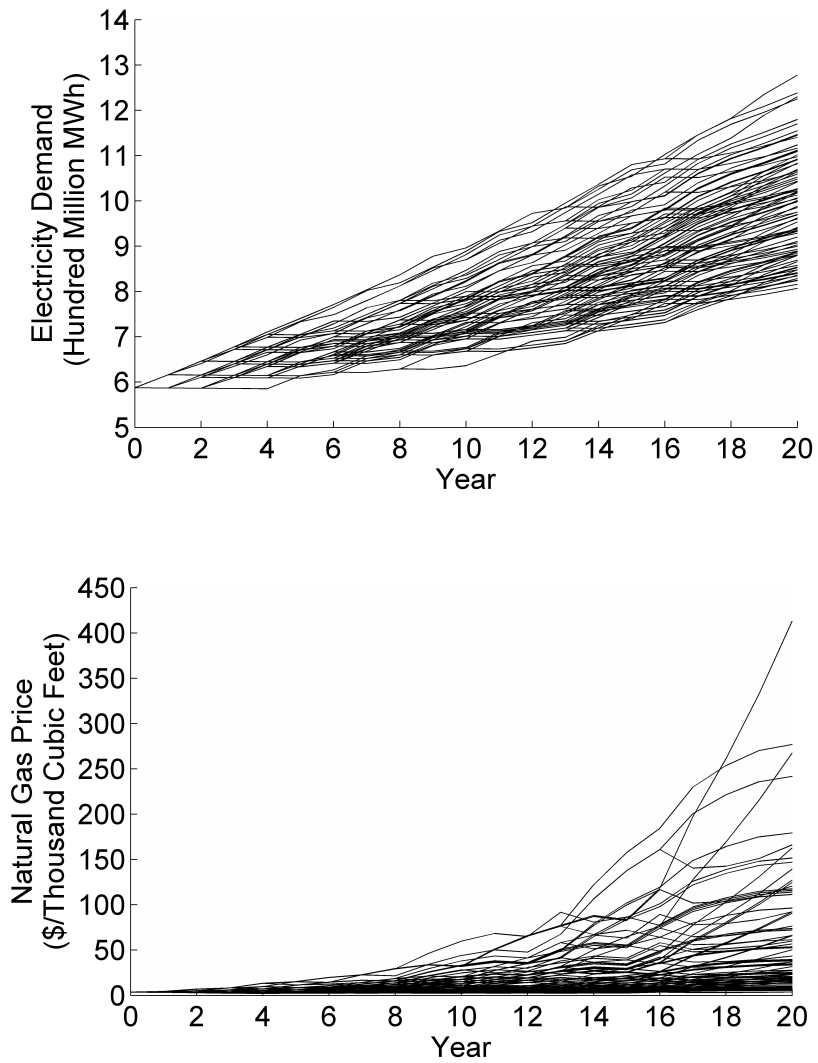 14
13
12
11
10
9
8
7
6
5
Electricity Demand
(Hundred Million MWh)
0 2 4 6 8 10 12 14 16 18 20
Year
450
400
350
300
250
200
150
100
50
0
Natural Gas Price
($/Thousand Cubic Feet)
0 2 4 6 8 10 12 14 16 18 20
Year